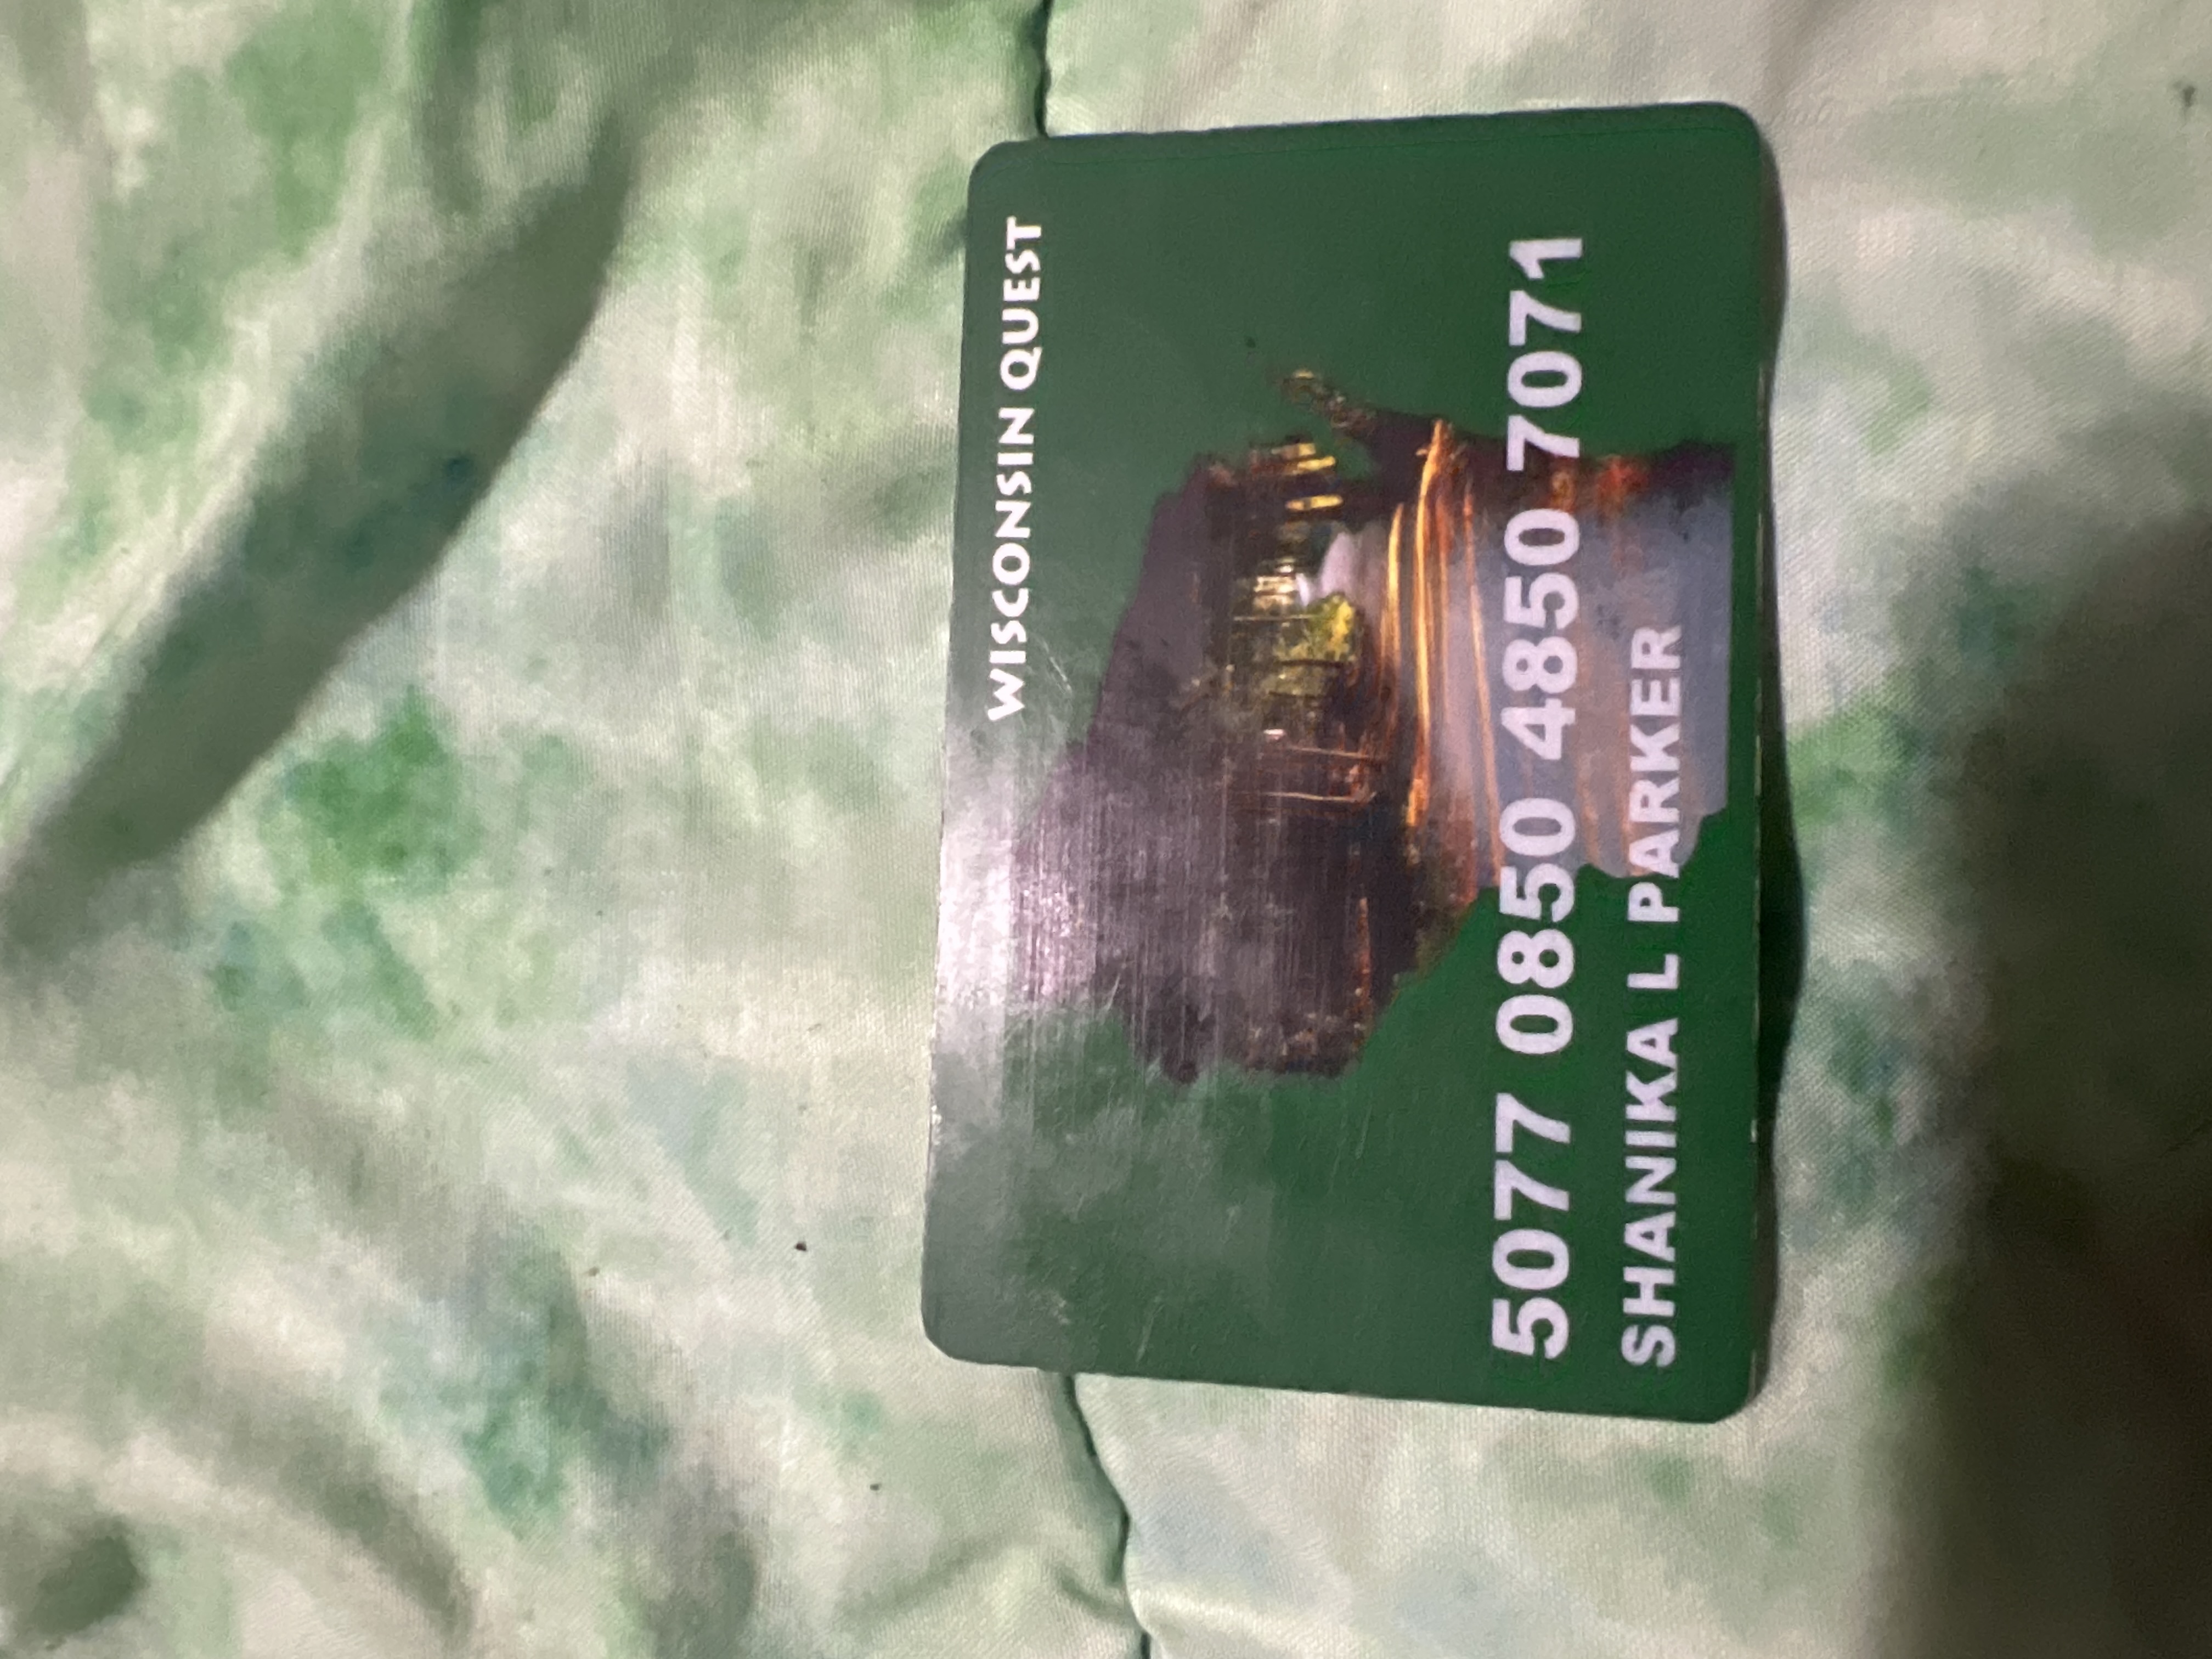 WISCONSIN QUEST
5077 0850 4850 7071
SHANIKA L PARKER